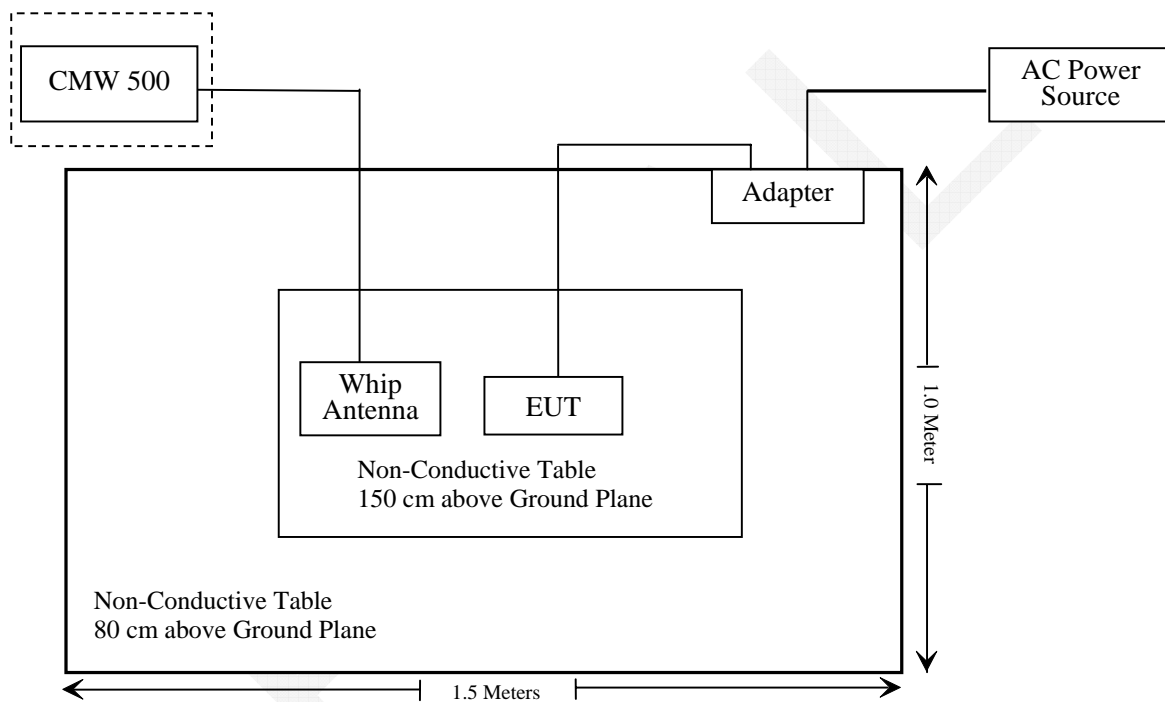 CMW 500
AC Power
Source
Adapter
Whip
Antenna
EUT
Non-Conductive Table
150 cm above Ground Plane
1.0 Meter
Non-Conductive Table
80 cm above Ground Plane
1.5 Meters